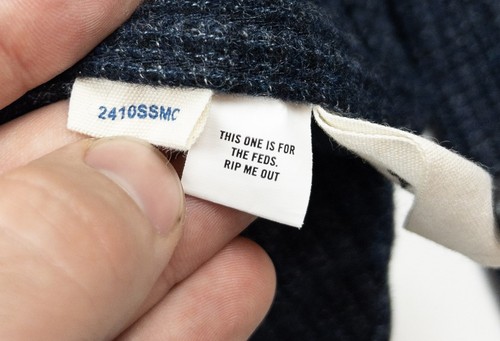 2410SSMC
THIS ONE IS FOR
THE FEDS.
RIP ME OUT